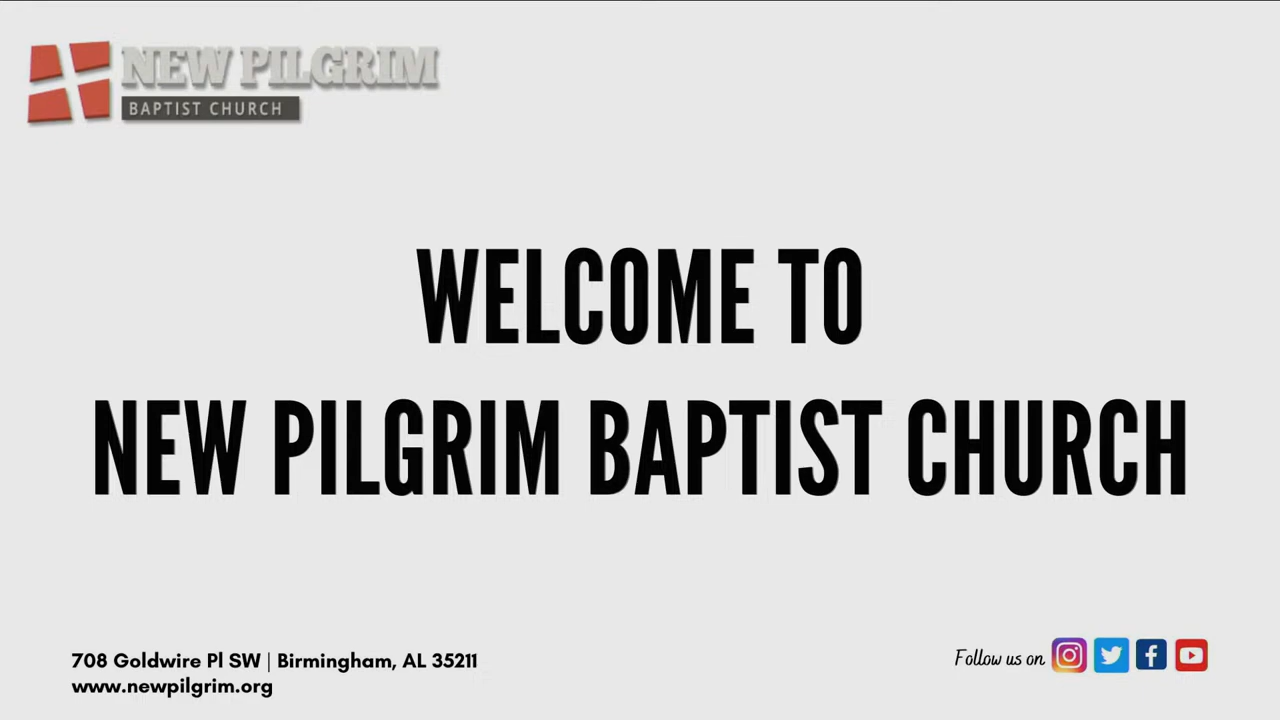 NEW PILGRIM
BAPTIST CHURCH
WELCOME TO
NEW PILGRIM BAPTIST CHURCH
708 Goldwire Pl SW | Birmingham, AL 35211
www.newpilgrim.org
Follow us on